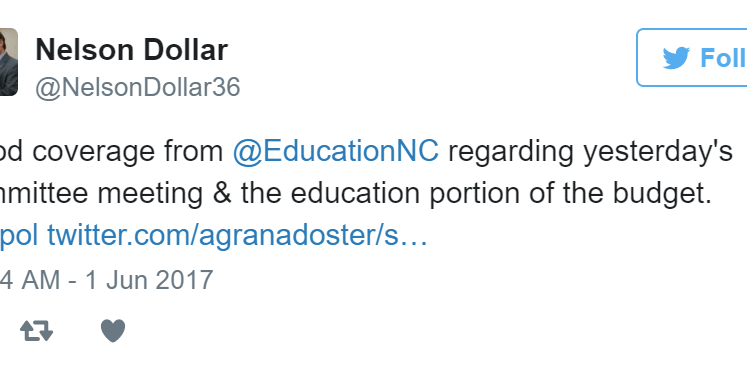 Nelson Dollar
Foll
@NelsonDollar36
od coverage from @EducationNC regarding yesterday's
mmittee meeting & the education portion of the budget.
pol twitter.com/agranadoster/s…
4 AM - 1 Jun 2017